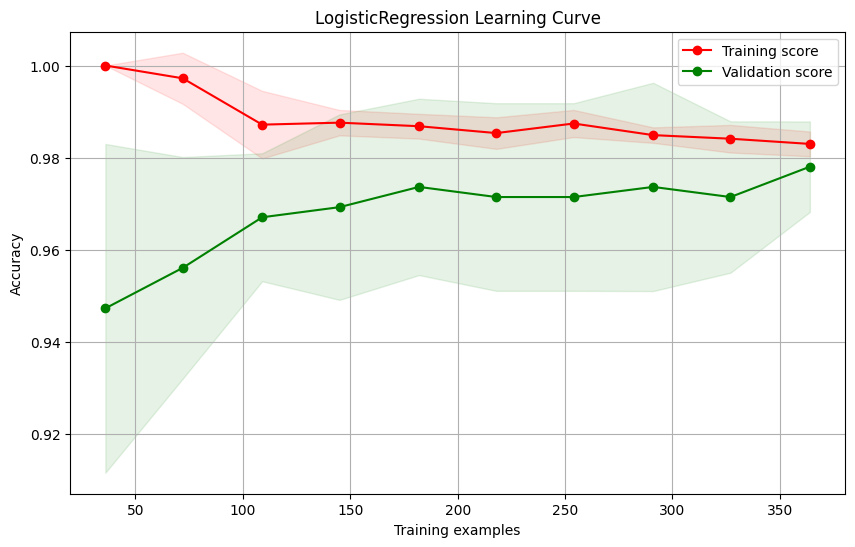 LogisticRegression Learning Curve
Training score
Validation score
1.00
0.98
0.96
0.94
0.92
Accuracy
50
100
150
200
250
300
350
Training examples